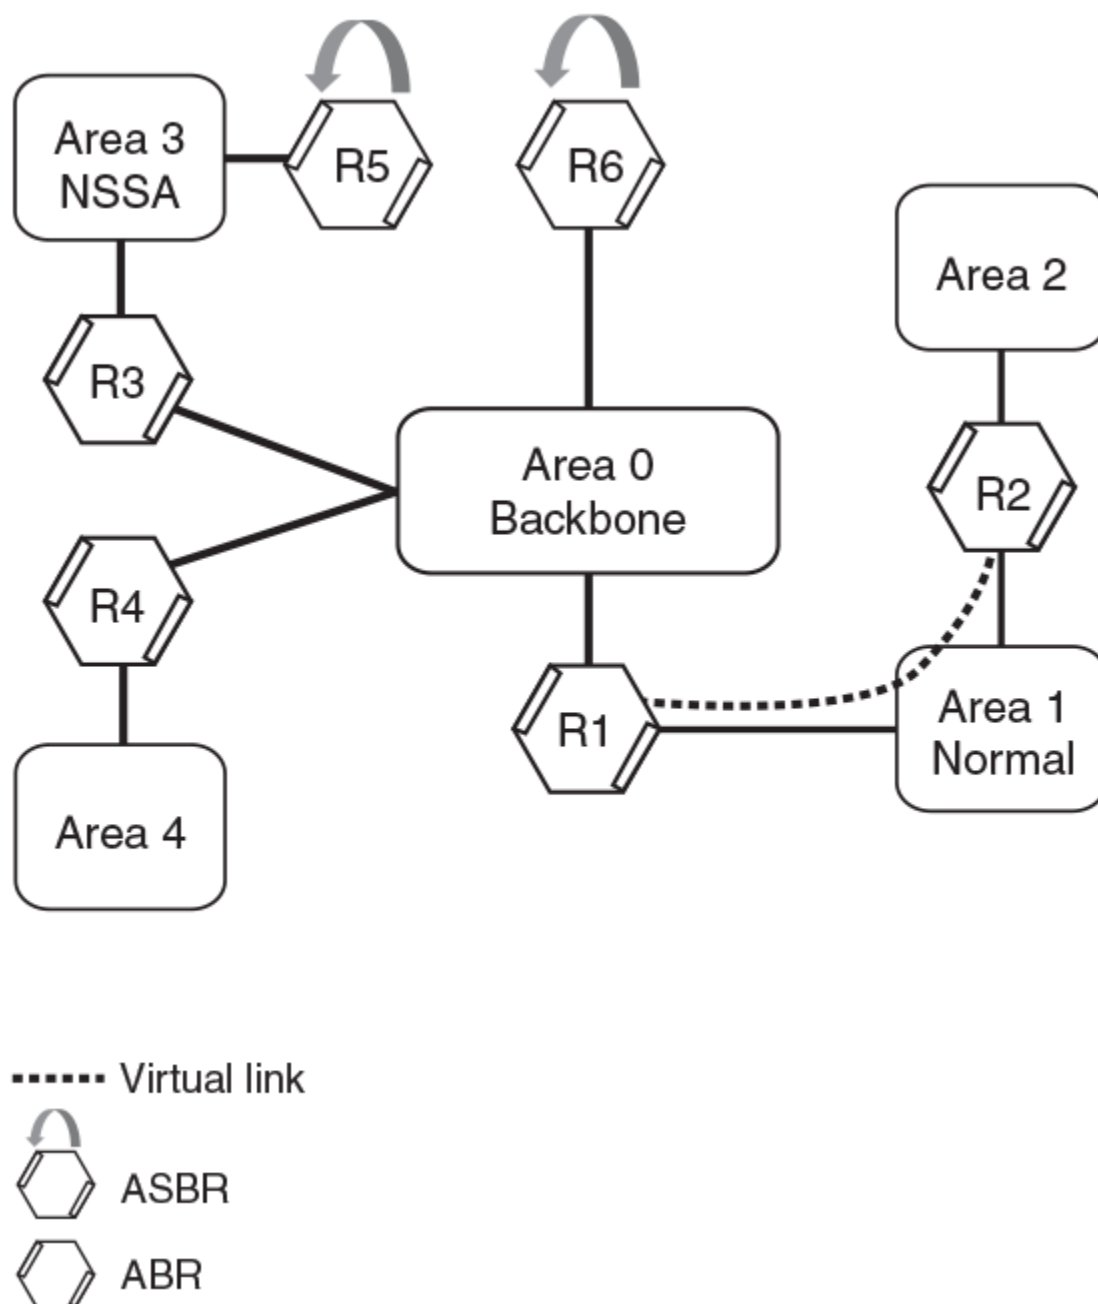 Area 3
NSSA
R5
R6
Area 2
R3
Area 0
Backbone
R2
R4
R1
Area 1
Normal
Area 4
Virtual link
ASBR
ABR